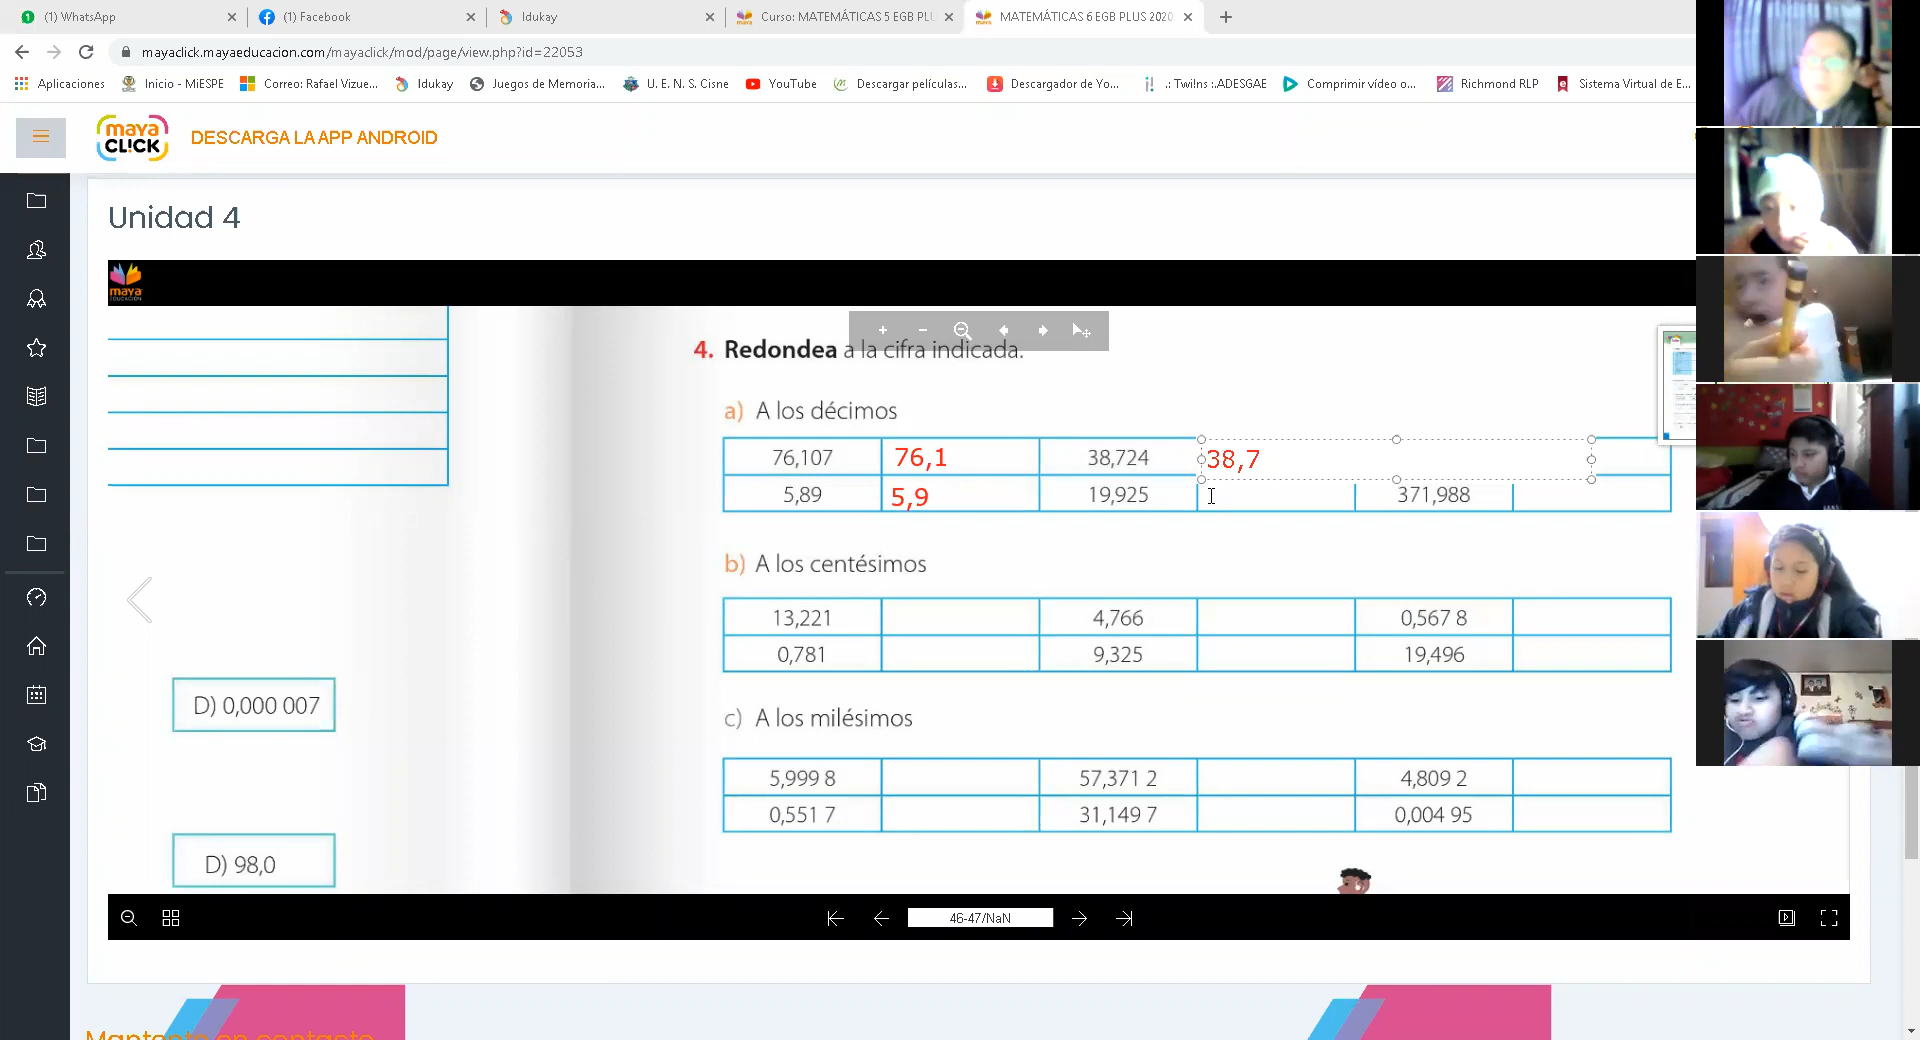 (1) WhatsApp
(1) Facebook
Idukay
Curso: MATEMÁTICAS 5 EGB PLU
MATEMÁTICAS 6 EGB PLUS 2020
mayaclick.mayaeducacion.com/mayaclick/mod/page/view.php?id=22053
Aplicaciones
Inicio - MiESPE
Correo: Rafael Vizue...
Idukay
Juegos de Memoria...
U. E. N. S. Cisne
YouTube
Descargar películas...
Descargador de Yo...
.: Twi!ns :.ADESGAE
Comprimir vídeo o...
Richmond RLP
Sistema Virtual de E...
maya CLICK
DESCARGA LA APP ANDROID
Unidad 4
maya
EDUCACIÓN
4. Redondea a la cifra indicada.
a) A los décimos
76,107 76,1 38,724 38,7
5,89 5,9 19,925 371,988
b) A los centésimos
13,221 4,766 0,567 8
0,781 9,325 19,496
c) A los milésimos
5,999 8 57,371 2 4,809 2
0,551 7 31,149 7 0,004 95
D) 0,000 007
D) 98,0
46-47/NaN
Mantente en contacto